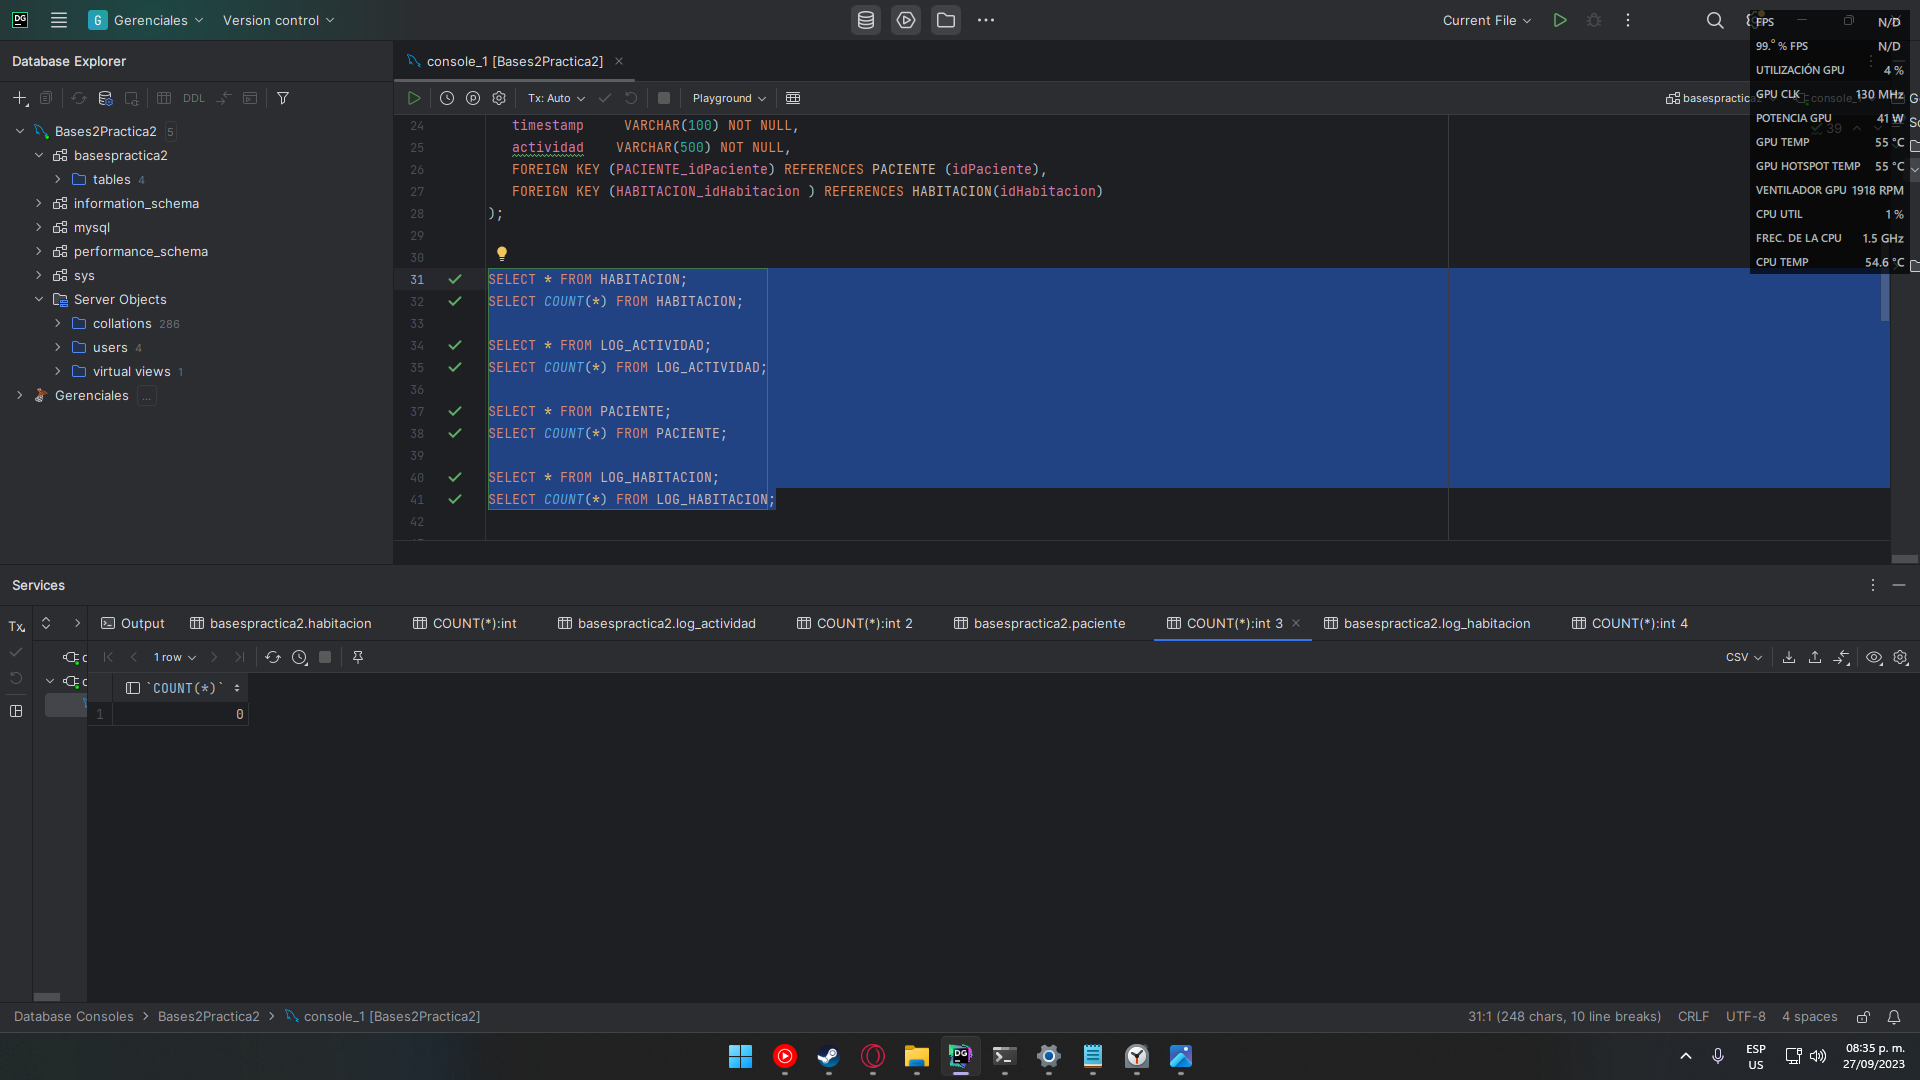 DG
G Gerenciales
Version control
Current File
Database Explorer
console_1 [Bases2Practica2]
DDL
Tx: Auto
Playground
Bases2Practica2 5
basespractica2
tables 4
information_schema
mysql
performance_schema
sys
Server Objects
collations 286
users 4
virtual views 1
Gerenciales ...
24 timestamp VARCHAR(100) NOT NULL,
25 actividad VARCHAR(500) NOT NULL,
26 FOREIGN KEY (PACIENTE_idPaciente) REFERENCES PACIENTE (idPaciente),
27 FOREIGN KEY (HABITACION_idHabitacion ) REFERENCES HABITACION(idHabitacion)
28 );
29
30
31 SELECT * FROM HABITACION;
32 SELECT COUNT(*) FROM HABITACION;
33
34 SELECT * FROM LOG_ACTIVIDAD;
35 SELECT COUNT(*) FROM LOG_ACTIVIDAD;
36
37 SELECT * FROM PACIENTE;
38 SELECT COUNT(*) FROM PACIENTE;
39
40 SELECT * FROM LOG_HABITACION;
41 SELECT COUNT(*) FROM LOG_HABITACION;
42
FPS N/D
99.° % FPS N/D
UTILIZACIÓN GPU 4 %
GPU CLK 130 MHz
POTENCIA GPU 41 W
GPU TEMP 55 °C
GPU HOTSPOT TEMP 55 °C
VENTILADOR GPU 1918 RPM
CPU UTIL 1 %
FREC. DE LA CPU 1.5 GHz
CPU TEMP 54.6 °C
39
Services
Tx
Output
basespractica2.habitacion
COUNT(*):int
basespractica2.log_actividad
COUNT(*):int 2
basespractica2.paciente
COUNT(*):int 3
basespractica2.log_habitacion
COUNT(*):int 4
1 row
CSV
`COUNT(*)`
1 0
Database Consoles > Bases2Practica2 > console_1 [Bases2Practica2]
31:1 (248 chars, 10 line breaks) CRLF UTF-8 4 spaces
DG
ESP
US
08:35 p. m.
27/09/2023